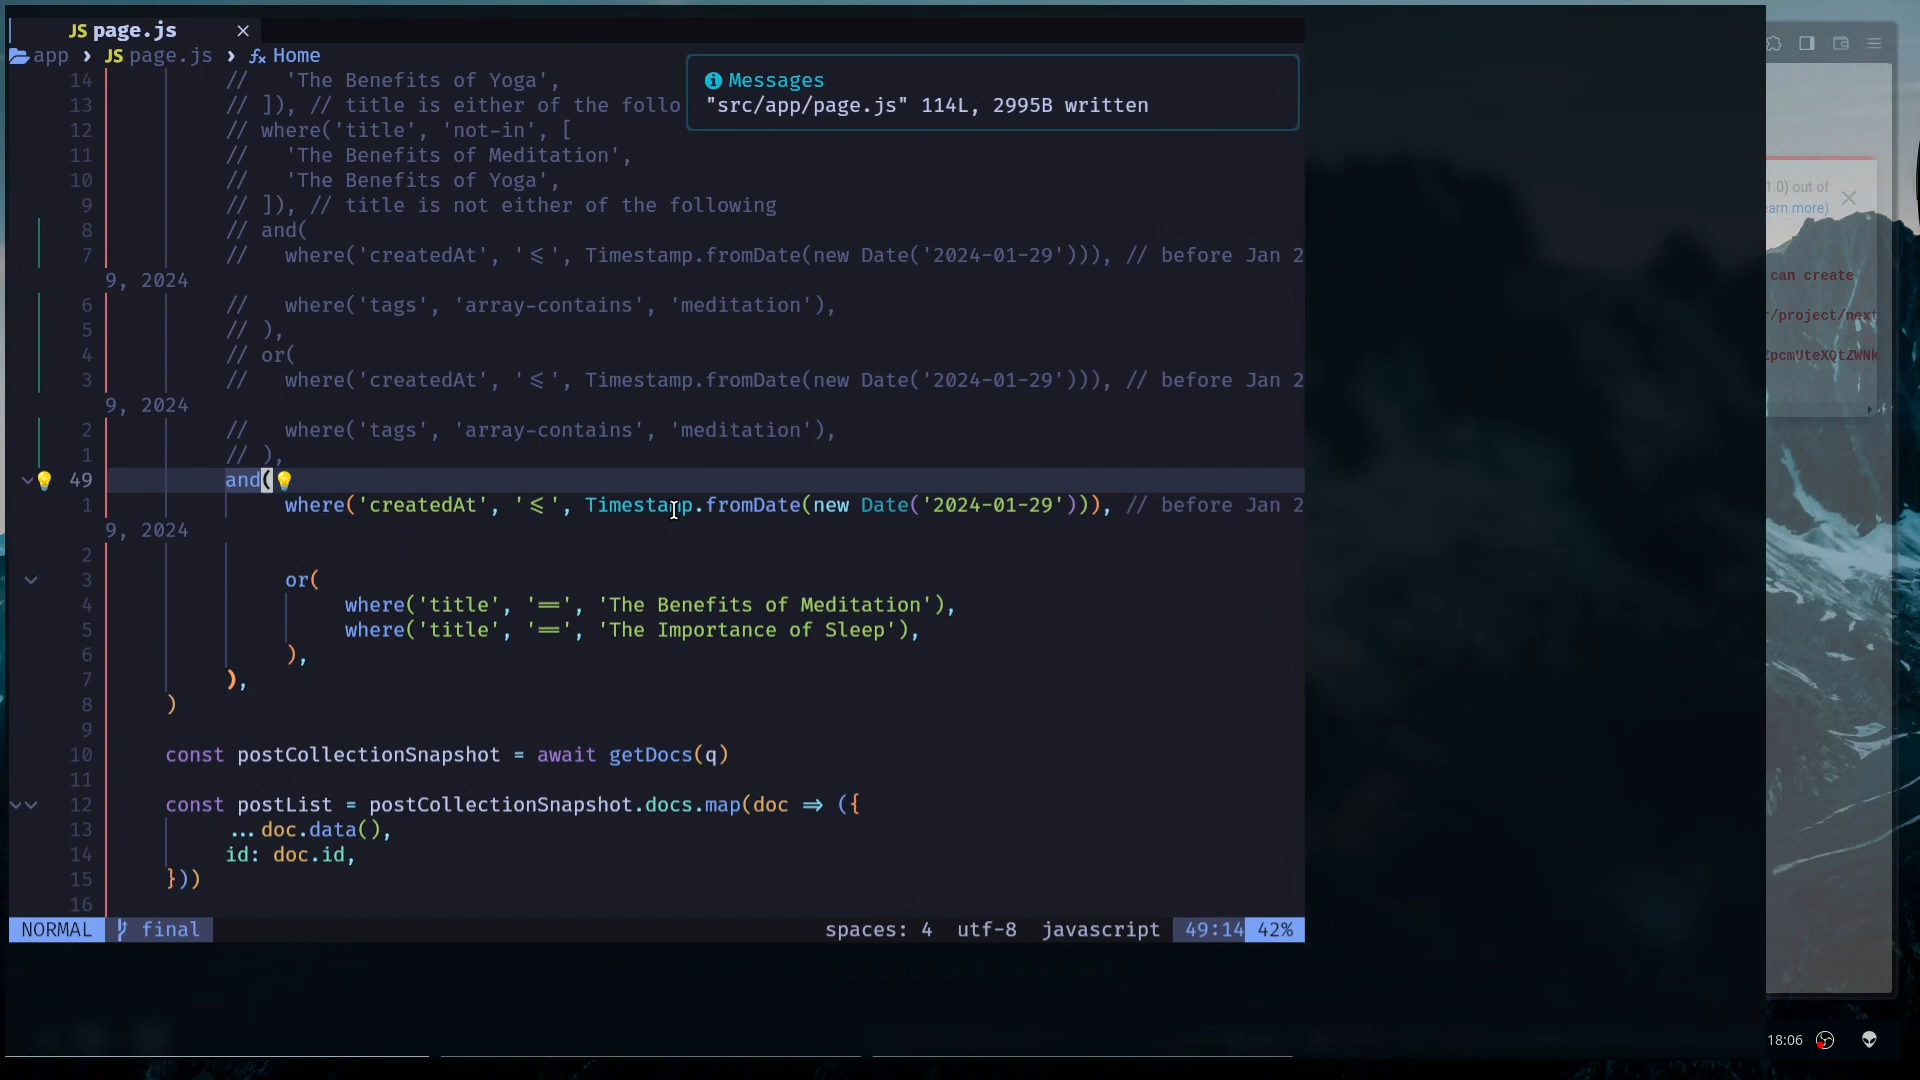 JS page.js ×
app › JS page.js › fx Home
Messages
"src/app/page.js" 114L, 2995B written
14 // 'The Benefits of Yoga',
13 // ]), // title is either of the follo
12 // where('title', 'not-in', [
11 // 'The Benefits of Meditation',
10 // 'The Benefits of Yoga',
9 // ]), // title is not either of the following
8 // and(
7 // where('createdAt', '<=', Timestamp.fromDate(new Date('2024-01-29'))), // before Jan 2
9, 2024
6 // where('tags', 'array-contains', 'meditation'),
5 // ),
4 // or(
3 // where('createdAt', '<=', Timestamp.fromDate(new Date('2024-01-29'))), // before Jan 2
9, 2024
2 // where('tags', 'array-contains', 'meditation'),
1 // ),
49 and(
1 where('createdAt', '<=', Timestamp.fromDate(new Date('2024-01-29'))), // before Jan 2
9, 2024
2
3 or(
4 where('title', '==', 'The Benefits of Meditation'),
5 where('title', '==', 'The Importance of Sleep'),
6 ),
7 ),
8 )
9
10 const postCollectionSnapshot = await getDocs(q)
11
12 const postList = postCollectionSnapshot.docs.map(doc => ({
13 ...doc.data(),
14 id: doc.id,
15 }))
16
NORMAL final spaces: 4 utf-8 javascript 49:14 42%
1.0) out of
earn more)
can create
r/project/next
ZpcmUteXQtZWNk
18:06